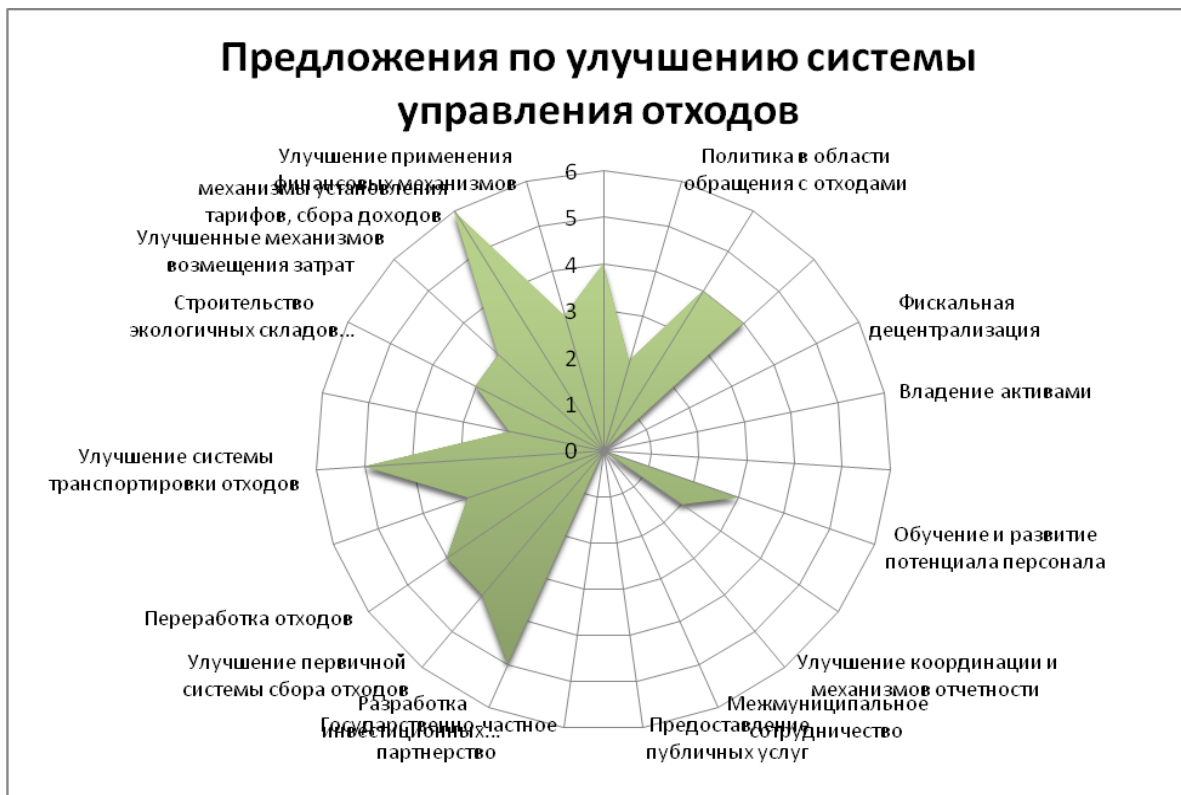 Предложения по улучшению системы
управления отходов
Улучшение применения
финансовых механизмов
механизмы установления
тарифов, сбора доходов
Улучшенные механизмов
возмещения затрат
Строительство
экологичных складов...
Улучшение системы
транспортировки отходов
Переработка отходов
Улучшение первичной
системы сбора отходов
Разработка
инвестиционных...
Государственно-частное
партнерство
6
5
4
3
2
1
0
Политика в области
обращения с отходами
Фискальная
децентрализация
Владение активами
Обучение и развитие
потенциала персонала
Улучшение координации и
механизмов отчетности
Межмуниципальное
сотрудничество
Предоставление
публичных услуг